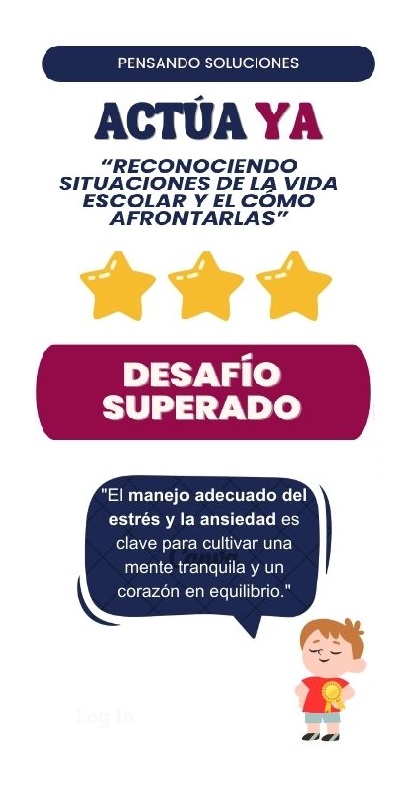 PENSANDO SOLUCIONES
ACTÚA YA
“RECONOCIENDO
SITUACIONES DE LA VIDA
ESCOLAR Y EL CÓMO
AFRONTARLAS”
DESAFÍO
SUPERADO
"El manejo adecuado del
estrés y la ansiedad es
clave para cultivar una
mente tranquila y un
corazón en equilibrio."
Log In